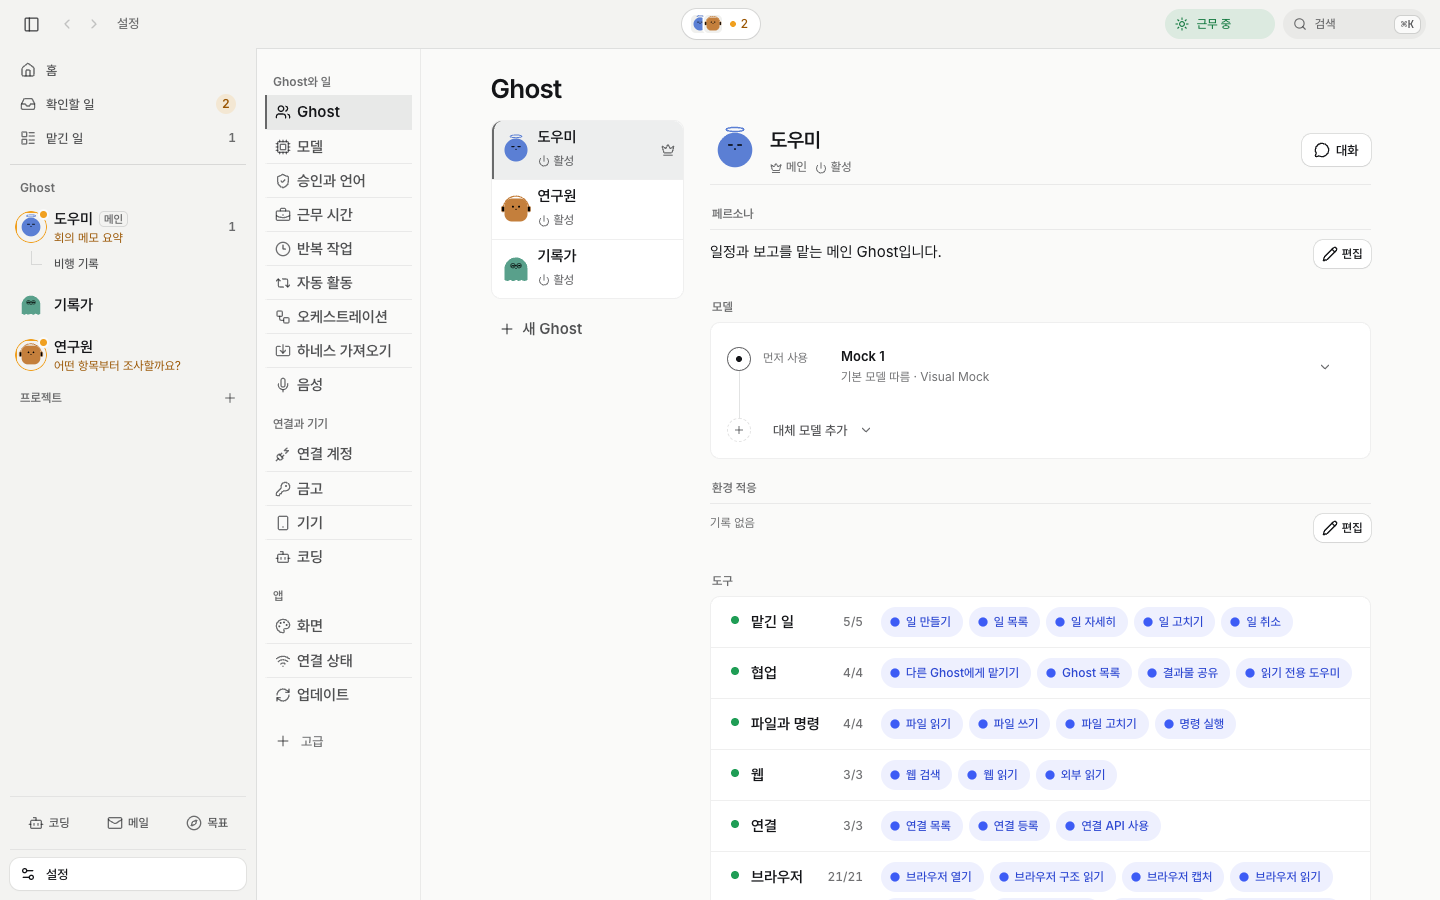 설정
2
근무 중
검색
⌘K
홈
확인할 일
2
맡긴 일
1
Ghost
도우미 메인
회의 메모 요약
1
비행 기록
기록가
연구원
어떤 항목부터 조사할까요?
프로젝트
코딩
메일
목표
설정
Ghost와 일
Ghost
모델
승인과 언어
근무 시간
반복 작업
자동 활동
오케스트레이션
하네스 가져오기
음성
연결과 기기
연결 계정
금고
기기
코딩
앱
화면
연결 상태
업데이트
고급
Ghost
도우미
활성
연구원
활성
기록가
활성
새 Ghost
도우미
메인 활성
대화
페르소나
일정과 보고를 맡는 메인 Ghost입니다.
편집
모델
먼저 사용
Mock 1
기본 모델 따름 · Visual Mock
대체 모델 추가
환경 적응
기록 없음
편집
도구
맡긴 일 5/5 일 만들기 일 목록 일 자세히 일 고치기 일 취소
협업 4/4 다른 Ghost에게 맡기기 Ghost 목록 결과물 공유 읽기 전용 도우미
파일과 명령 4/4 파일 읽기 파일 쓰기 파일 고치기 명령 실행
웹 3/3 웹 검색 웹 읽기 외부 읽기
연결 3/3 연결 목록 연결 등록 연결 API 사용
브라우저 21/21 브라우저 열기 브라우저 구조 읽기 브라우저 캡처 브라우저 읽기